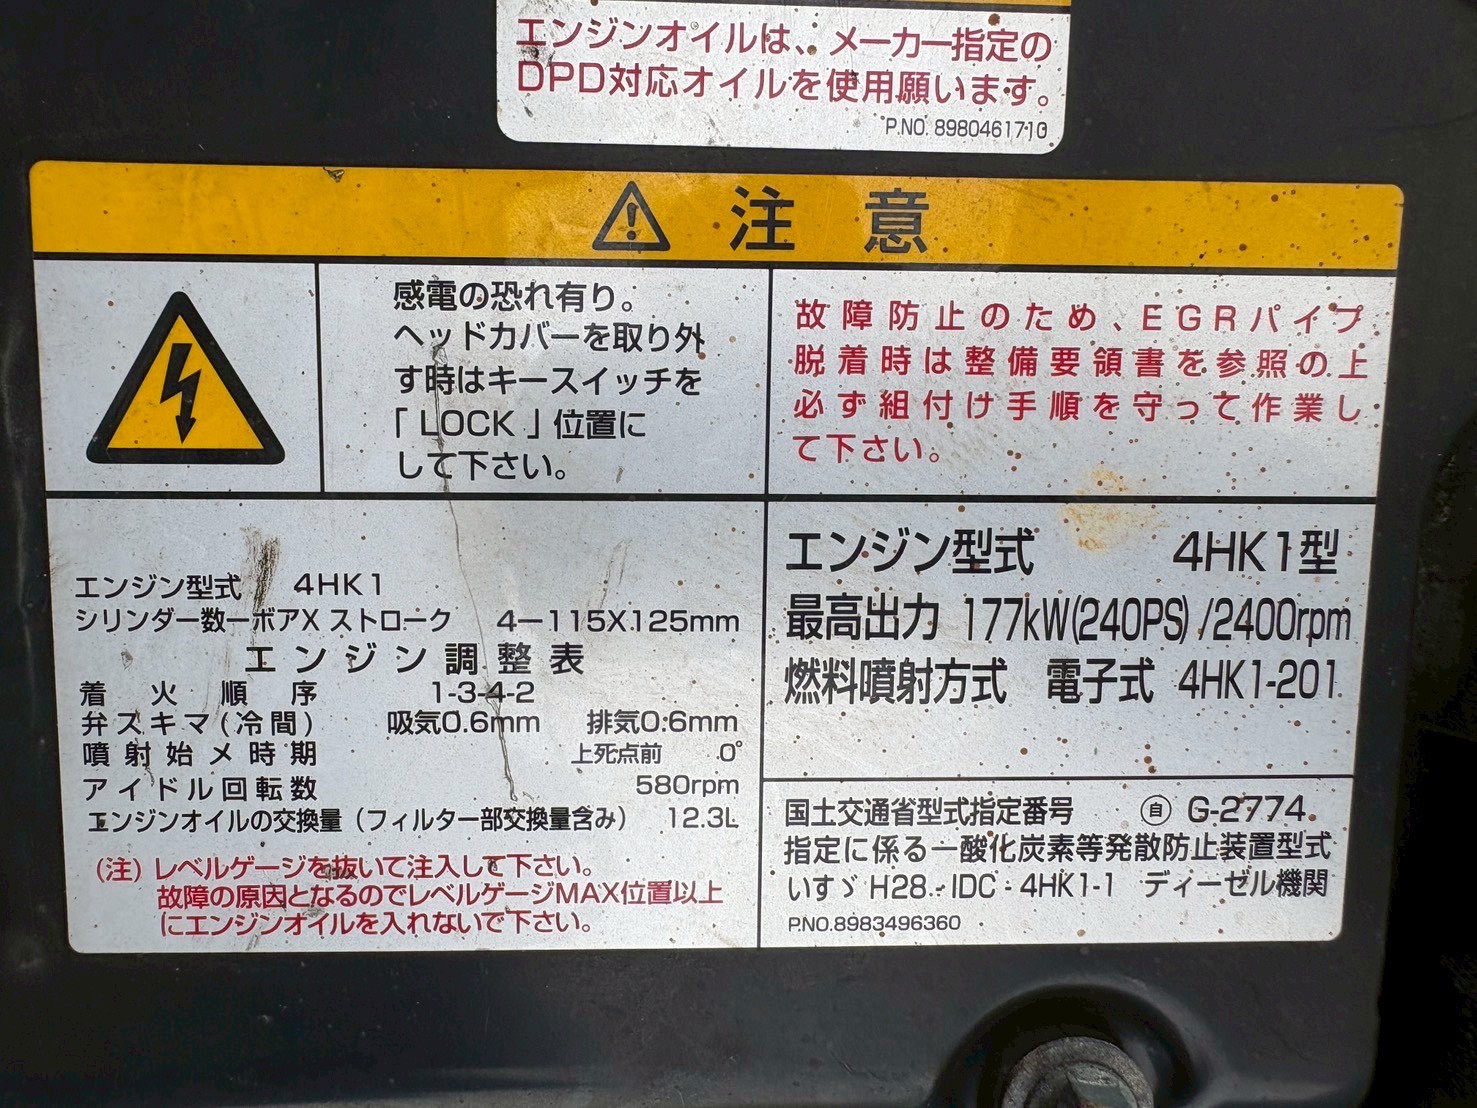 エンジンオイルは、メーカー指定の
DPD対応オイルを使用願います。
P.NO. 8980461710
注意
感電の恐れ有り。
ヘッドカバーを取り外
す時はキースイッチを
「LOCK」位置に
して下さい。
故障防止のため、EGRパイプ
脱着時は整備要領書を参照の上
必ず組付け手順を守って作業し
て下さい。
エンジン型式 4HK1
シリンダー数ーボアX ストローク 4ー115X125mm
エンジン調整表
着火順序 1-3-4-2
弁スキマ(冷間) 吸気0.6mm 排気0.6mm
噴射始メ時期 上死点前 0°
アイドル回転数 580rpm
エンジンオイルの交換量(フィルター部交換量含み) 12.3L
(注) レベルゲージを抜いて注入して下さい。
故障の原因となるのでレベルゲージMAX位置以上
にエンジンオイルを入れないで下さい。
エンジン型式 4HK1型
最高出力 177kW(240PS)/2400rpm
燃料噴射方式 電子式 4HK1-201
国土交通省型式指定番号 ㊐ G-2774
指定に係る一酸化炭素等発散防止装置型式
いすゞ H28-IDC-4HK1-1 ディーゼル機関
P.NO.8983496360